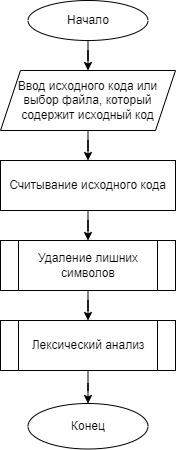 Начало
Ввод исходного кода или
выбор файла, который
содержит исходный код
Считывание исходного кода
Удаление лишних
символов
Лексический анализ
Конец